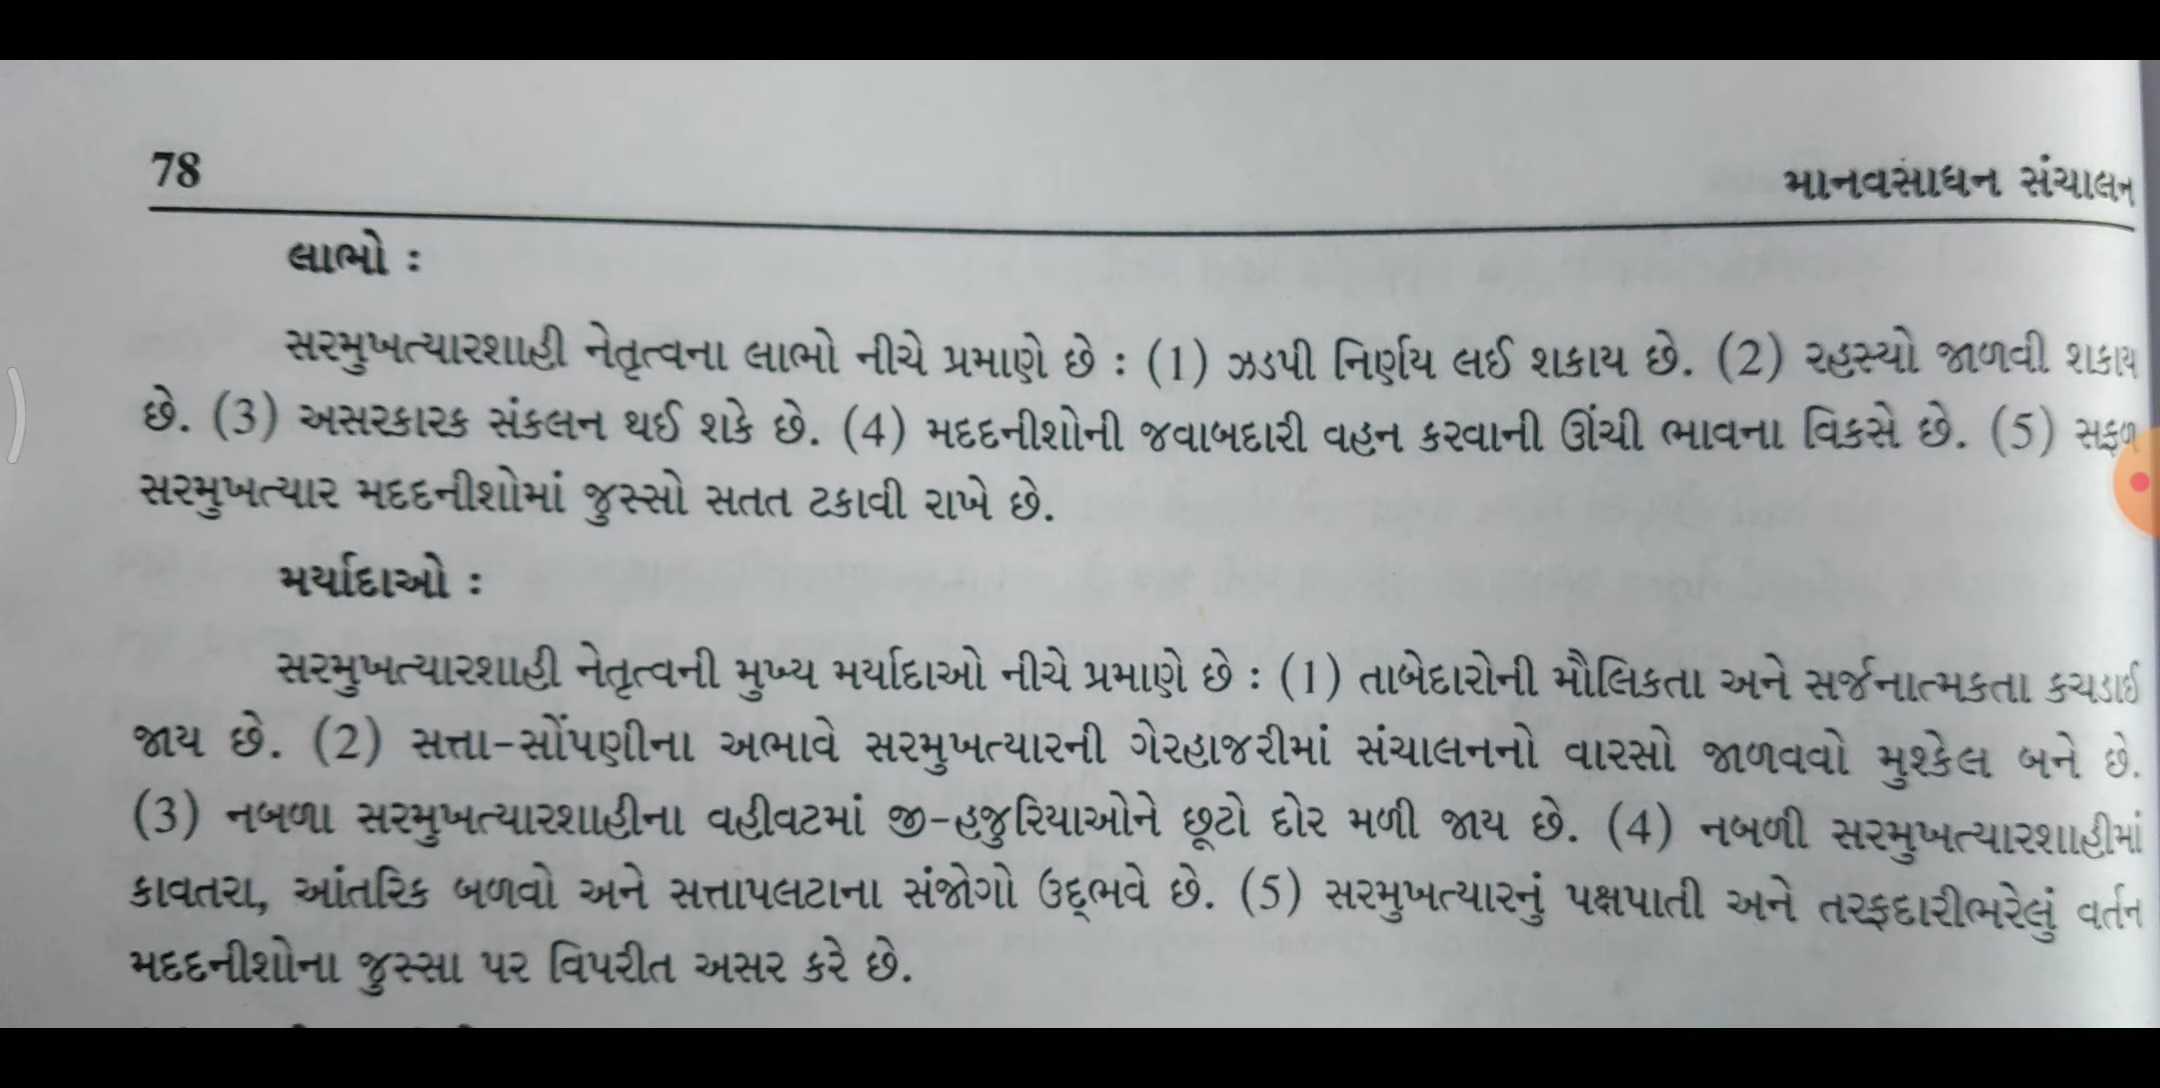 78
માનવસાધન સંચાલન
લાભો :
સરમુખત્યારશાહી નેતૃત્વના લાભો નીચે પ્રમાણે છે : (1) ઝડપી નિર્ણય લઈ શકાય છે. (2) રહસ્યો જાળવી શકાય
છે. (3) અસરકારક સંકલન થઈ શકે છે. (4) મદદનીશોની જવાબદારી વહન કરવાની ઊંચી ભાવના વિકસે છે. (5) સફળ
સરમુખત્યાર મદદનીશોમાં જુસ્સો સતત ટકાવી રાખે છે.
મર્યાદાઓ :
સરમુખત્યારશાહી નેતૃત્વની મુખ્ય મર્યાદાઓ નીચે પ્રમાણે છે : (1) તાબેદારોની મૌલિકતા અને સર્જનાત્મકતા કચડાઈ
જાય છે. (2) સત્તા-સોંપણીના અભાવે સરમુખત્યારની ગેરહાજરીમાં સંચાલનનો વારસો જાળવવો મુશ્કેલ બને છે.
(3) નબળા સરમુખત્યારશાહીના વહીવટમાં જી-હજુરિયાઓને છૂટો દોર મળી જાય છે. (4) નબળી સરમુખત્યારશાહીમાં
કાવતરા, આંતરિક બળવો અને સત્તાપલટાના સંજોગો ઉદ્ભવે છે. (5) સરમુખત્યારનું પક્ષપાતી અને તરફદારીભરેલું વર્તન
મદદનીશોના જુસ્સા પર વિપરીત અસર કરે છે.